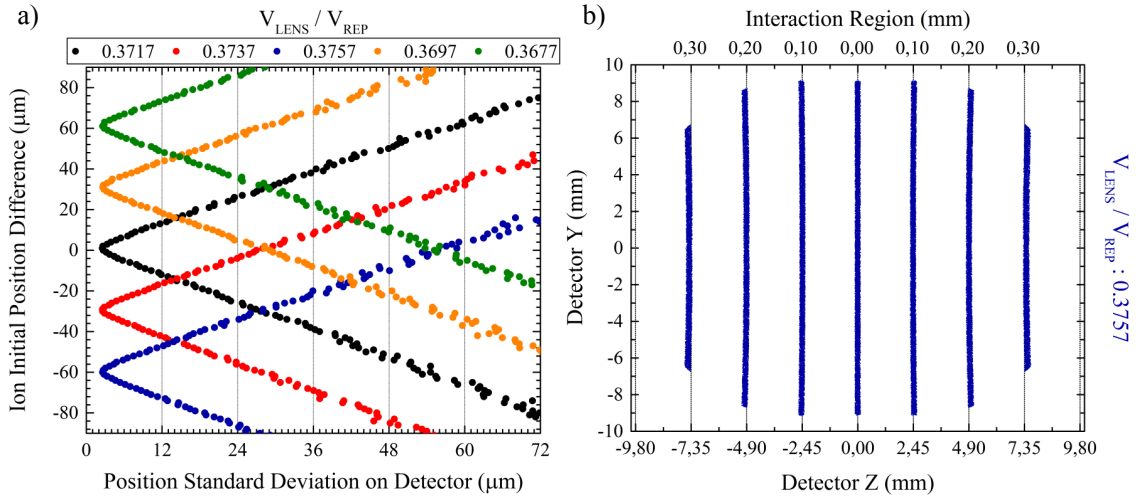 a)
V_LENS / V_REP
0.3717 0.3737 0.3757 0.3697 0.3677
Ion Initial Position Difference (μm)
80
60
40
20
0
-20
-40
-60
-80
0 12 24 36 48 60 72
Position Standard Deviation on Detector (μm)
b)
Interaction Region (mm)
0,30 0,20 0,10 0,00 0,10 0,20 0,30
Detector Y (mm)
10
8
6
4
2
0
-2
-4
-6
-8
-10
-9,80 -7,35 -4,90 -2,45 0,00 2,45 4,90 7,35 9,80
Detector Z (mm)
V_LENS / V_REP : 0.3757